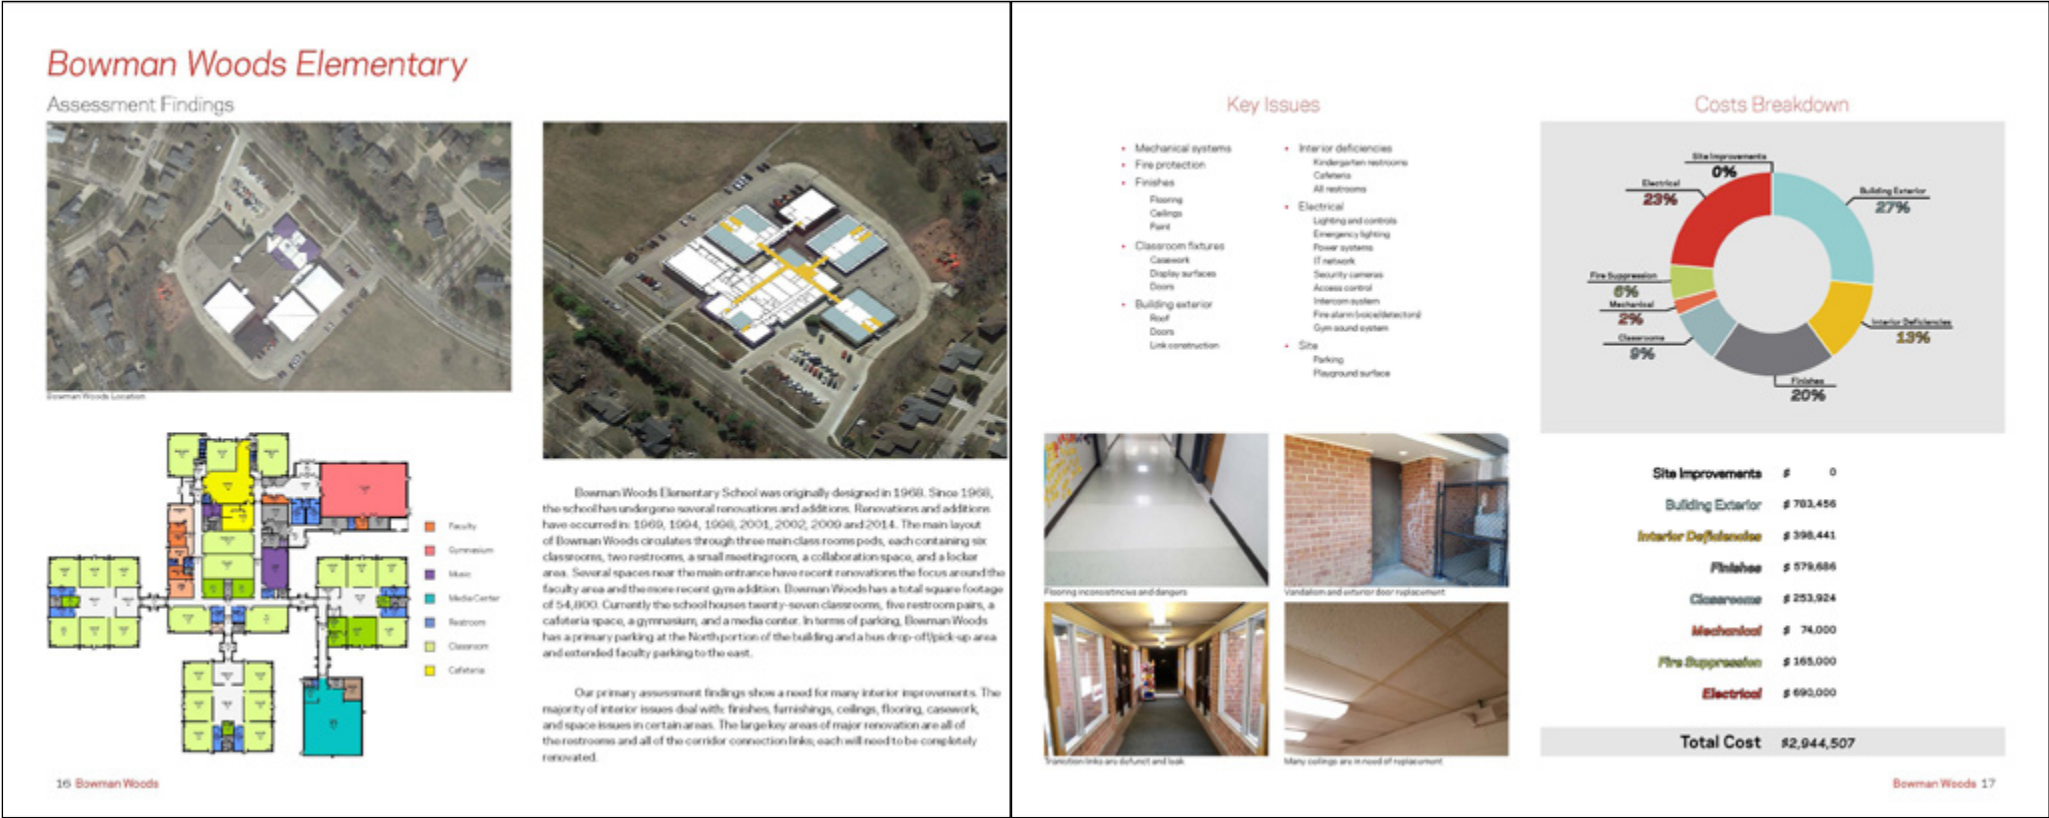 Bowman Woods Elementary
Assessment Findings
Bowman Woods Location
Faculty
Gymnasium
Music
Media Center
Restroom
Classroom
Cafeteria
Bowman Woods Elementary School was originally designed in 1968. Since 1968,
the school has undergone several renovations and additions. Renovations and additions
have occurred in: 1969, 1994, 1998, 2001, 2002, 2009 and 2014. The main layout
of Bowman Woods circulates through three main class rooms pods, each containing six
classrooms, two restrooms, a small meeting room, a collaboration space, and a locker
area. Several spaces near the main entrance have recent renovations the focus around the
faculty area and the more recent gym addition. Bowman Woods has a total square footage
of 54,800. Currently the school houses twenty-seven classrooms, five restroom pairs, a
cafeteria space, a gymnasium, and a media center. In terms of parking, Bowman Woods
has a primary parking at the North portion of the building and a bus drop-off/pick-up area
and extended faculty parking to the east.
Our primary assessment findings show a need for many interior improvements. The
majority of interior issues deal with: finishes, furnishings, ceilings, flooring, casework,
and space issues in certain areas. The large key areas of major renovation are all of
the restrooms and all of the corridor connection links; each will need to be completely
renovated.
16 Bowman Woods
Key Issues
• Mechanical systems
• Fire protection
• Finishes
Flooring
Ceilings
Paint
• Classroom fixtures
Casework
Display surfaces
Doors
• Building exterior
Roof
Doors
Link construction
• Interior deficiencies
Kindergarten restrooms
Cafeteria
All restrooms
• Electrical
Lighting and controls
Emergency lighting
Power systems
IT network
Security cameras
Access control
Intercom system
Fire alarm (voice/detectors)
Gym sound system
• Site
Parking
Playground surface
Flooring inconsistencies and dangers
Vandalism and exterior door replacement
Transition links are defunct and leak
Many ceilings are in need of replacement
Costs Breakdown
Site Improvements
0%
Electrical
23%
Building Exterior
27%
Fire Suppression
6%
Mechanical
2%
Classrooms
9%
Interior Deficiencies
13%
Finishes
20%
Site Improvements $ 0
Building Exterior $ 783,456
Interior Deficiencies $ 398,441
Finishes $ 579,686
Classrooms $ 253,924
Mechanical $ 74,000
Fire Suppression $ 165,000
Electrical $ 690,000
Total Cost $2,944,507
Bowman Woods 17